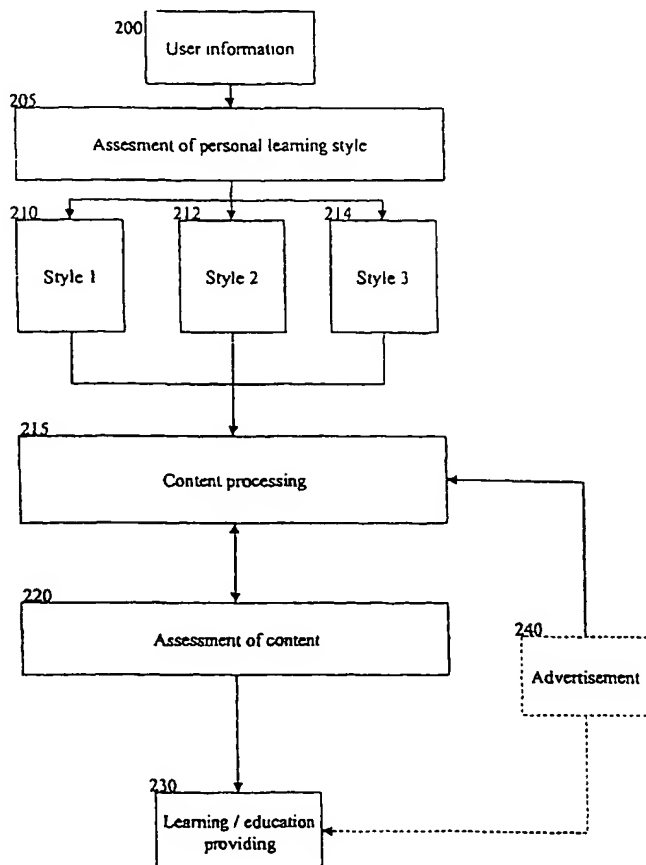 200
User information
205
Assesment of personal learning style
210
212
214
Style 1
Style 2
Style 3
215
Content processing
220
Assessment of content
240
Advertisement
230
Learning / education
providing